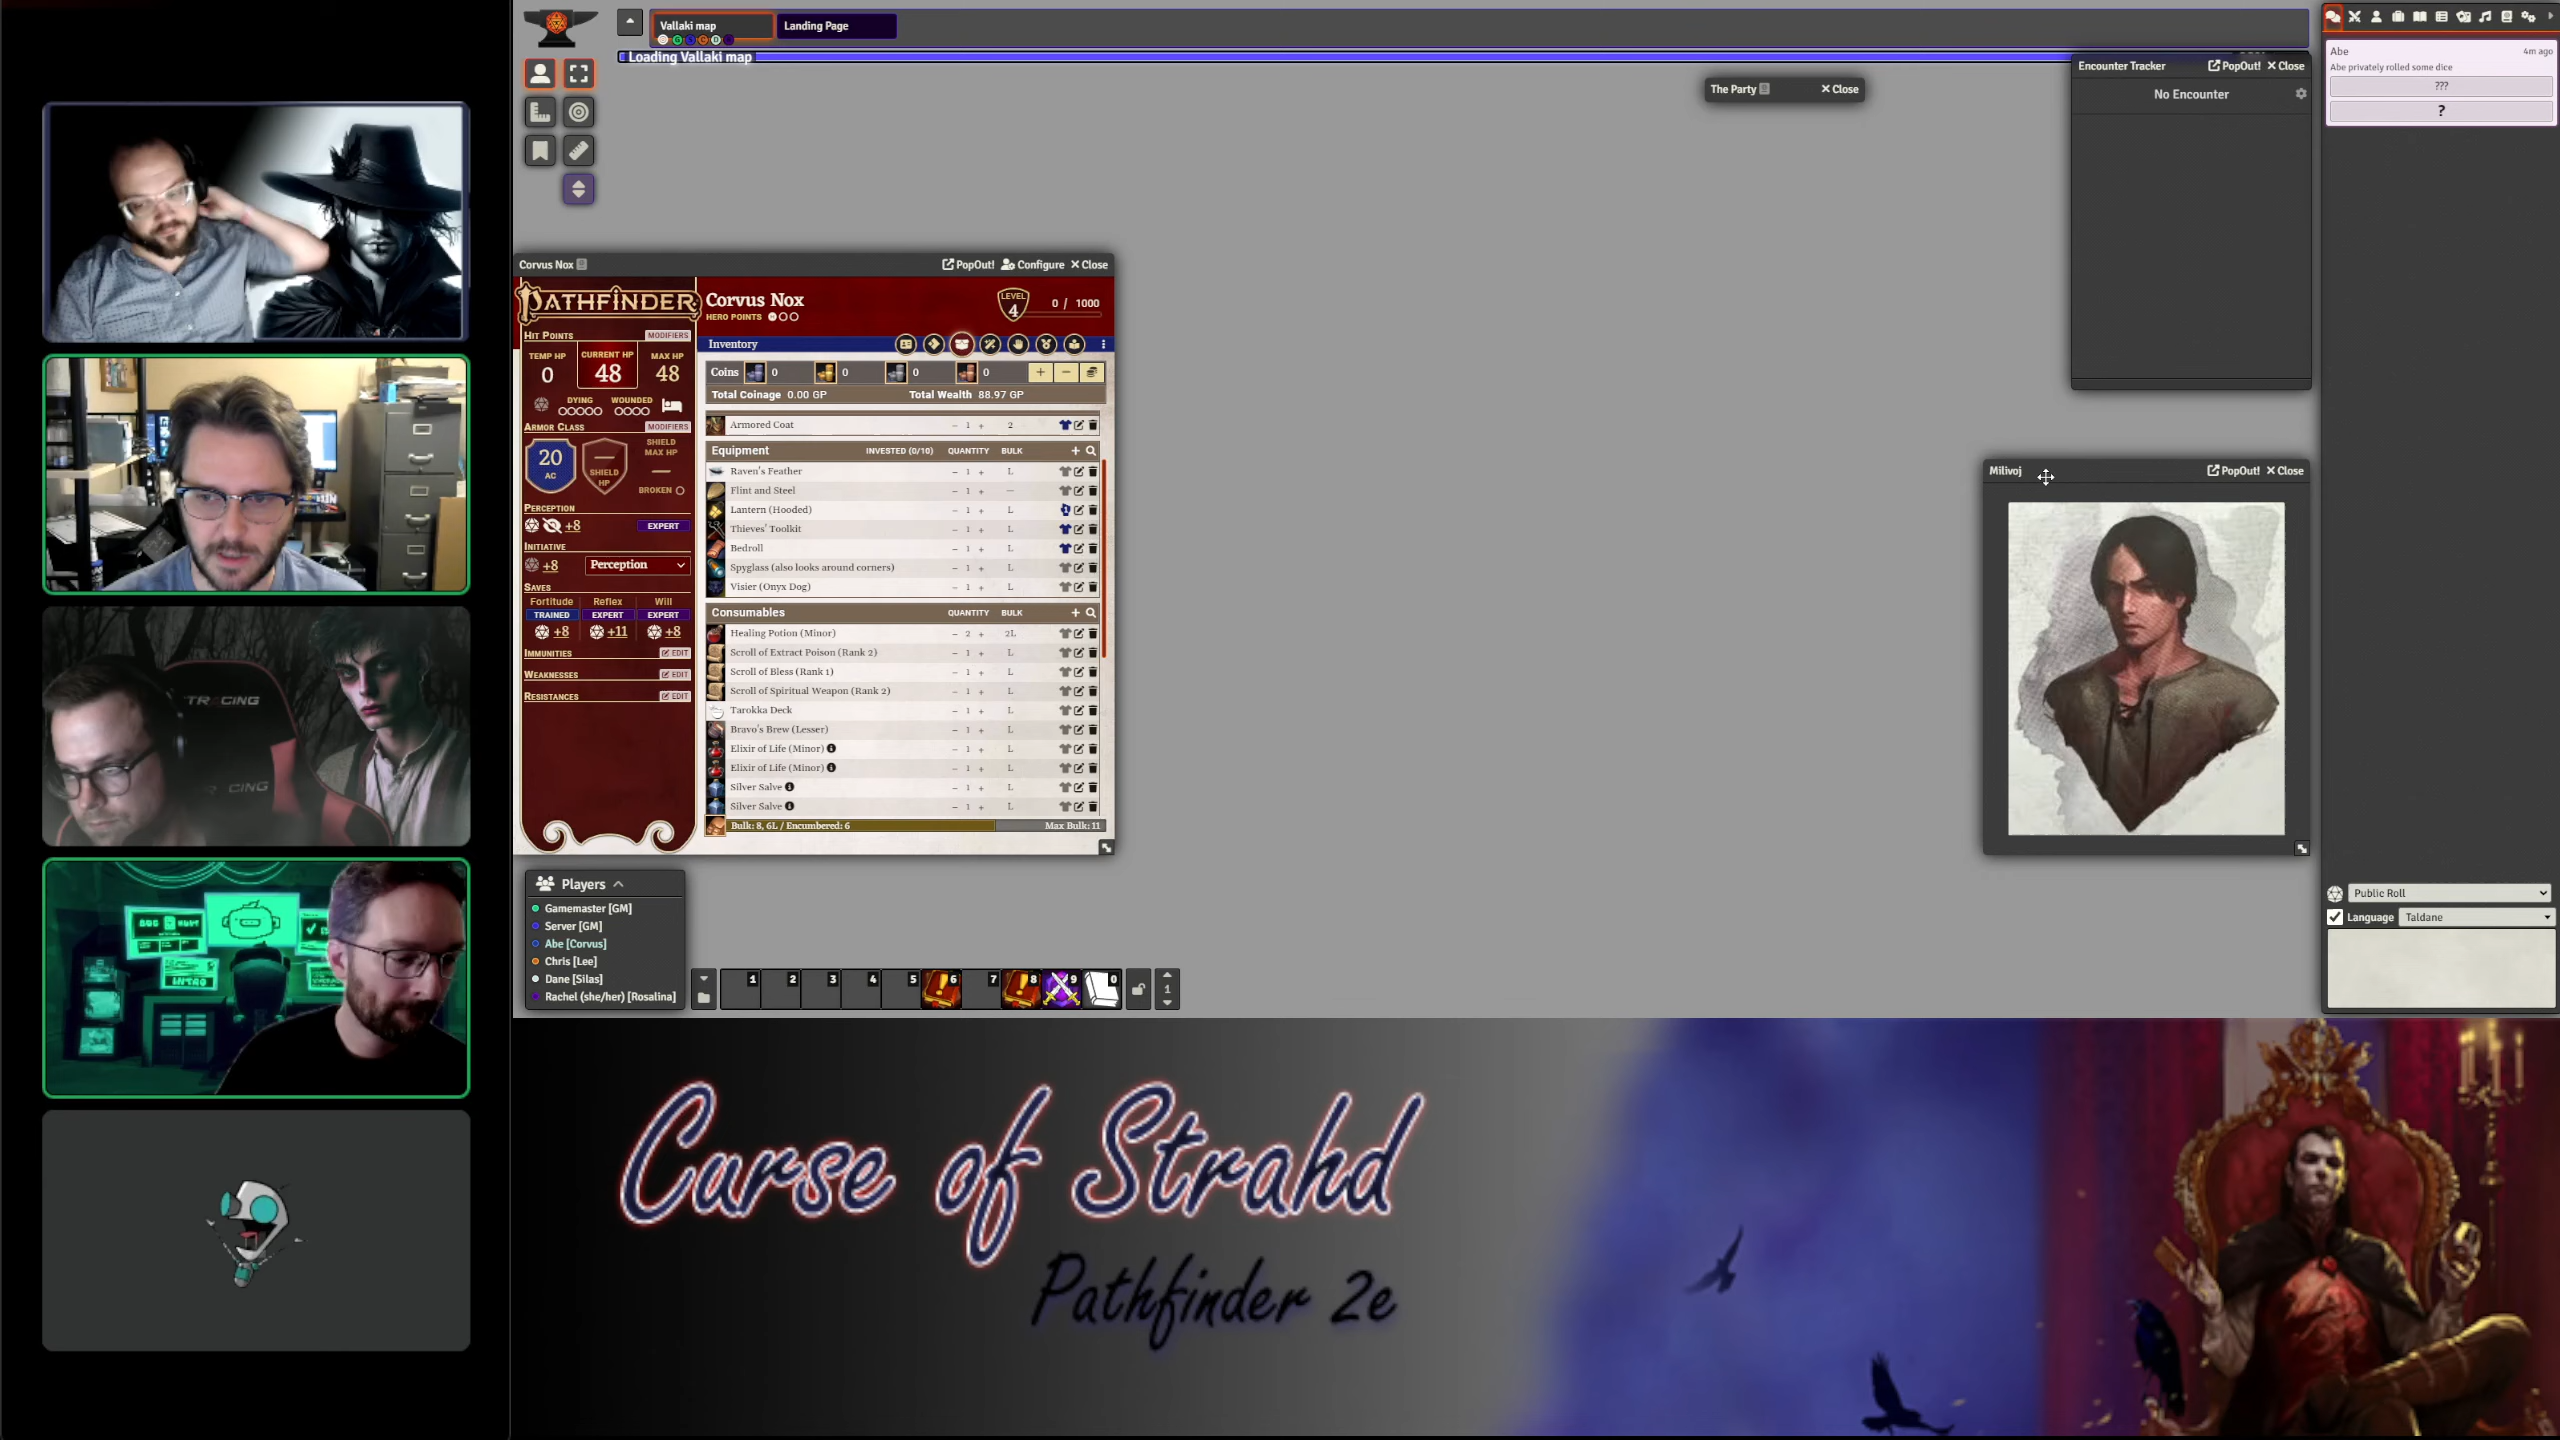 Vallaki map
Landing Page
Loading Vallaki map
The Party
Close
Encounter Tracker
PopOut!
Close
No Encounter
Abe
4m ago
Abe privately rolled some dice
???
?
Corvus Nox
PopOut!
Configure
Close
PATHFINDER
Corvus Nox
HERO POINTS
LEVEL
4
0 / 1000
HIT POINTS
MODIFIERS
TEMP HP
CURRENT HP
MAX HP
0
48
48
DYING
WOUNDED
ARMOR CLASS
MODIFIERS
20
AC
SHIELD
HP
SHIELD
MAX HP
BROKEN
PERCEPTION
+8
EXPERT
INITIATIVE
+8
Perception
SAVES
Fortitude
Reflex
Will
TRAINED
EXPERT
EXPERT
+8
+11
+8
IMMUNITIES
EDIT
WEAKNESSES
EDIT
RESISTANCES
EDIT
Inventory
Coins
0
0
0
0
Total Coinage 0.00 GP
Total Wealth 88.97 GP
Armored Coat
- 1 +
2
Equipment
INVESTED (0/10)
QUANTITY
BULK
Raven's Feather
- 1 +
L
Flint and Steel
- 1 +
—
Lantern (Hooded)
- 1 +
L
Thieves' Toolkit
- 1 +
L
Bedroll
- 1 +
L
Spyglass (also looks around corners)
- 1 +
L
Visier (Onyx Dog)
- 1 +
L
Consumables
QUANTITY
BULK
Healing Potion (Minor)
- 2 +
2L
Scroll of Extract Poison (Rank 2)
- 1 +
L
Scroll of Bless (Rank 1)
- 1 +
L
Scroll of Spiritual Weapon (Rank 2)
- 1 +
L
Tarokka Deck
- 1 +
L
Bravo's Brew (Lesser)
- 1 +
L
Elixir of Life (Minor)
- 1 +
L
Elixir of Life (Minor)
- 1 +
L
Silver Salve
- 1 +
L
Silver Salve
- 1 +
L
Bulk: 8, 6L / Encumbered: 6
Max Bulk: 11
Milivoj
PopOut!
Close
Players
Gamemaster [GM]
Server [GM]
Abe [Corvus]
Chris [Lee]
Dane [Silas]
Rachel (she/her) [Rosalina]
1
2
3
4
5
6
7
8
9
0
1
Public Roll
Language
Taldane
Curse of Strahd
Pathfinder 2e